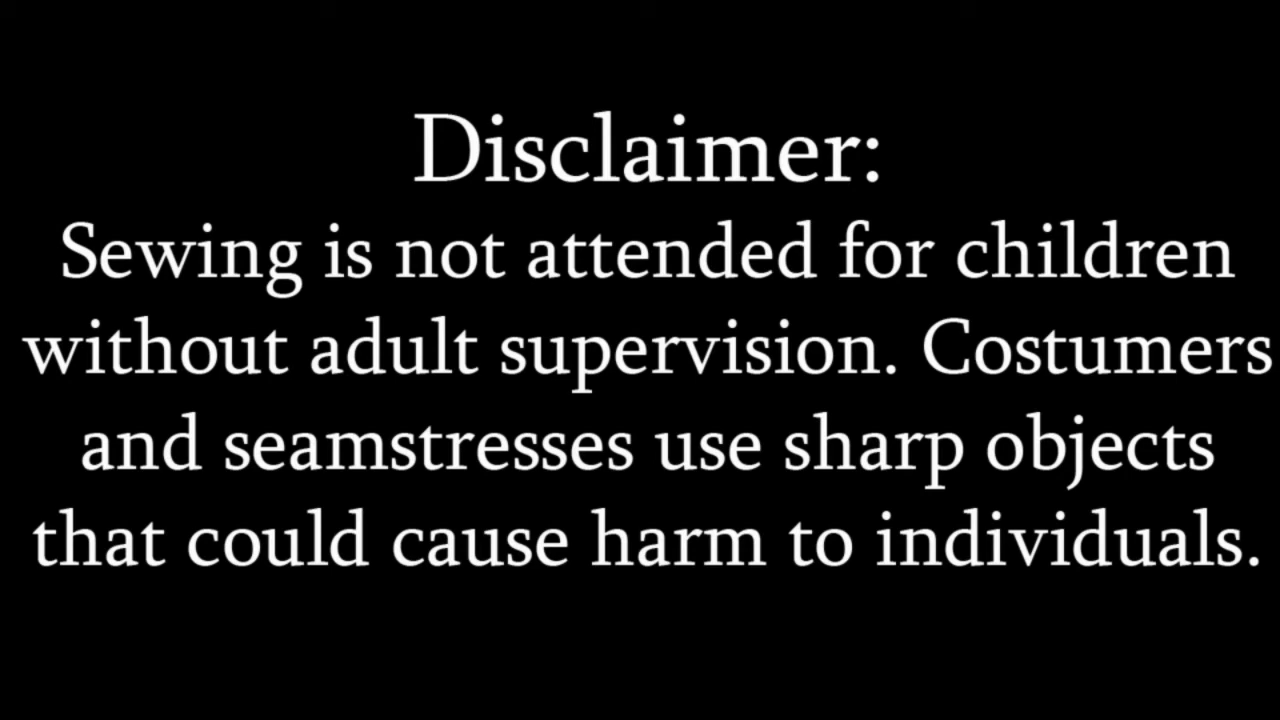 Disclaimer:
Sewing is not attended for children
without adult supervision. Costumers
and seamstresses use sharp objects
that could cause harm to individuals.